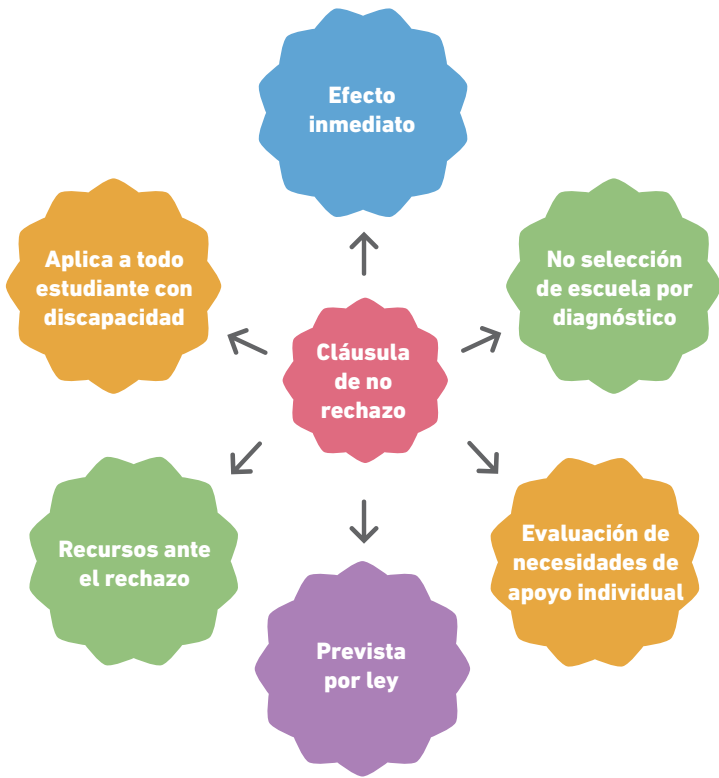 Efecto
inmediato
Aplica a todo
estudiante con
discapacidad
No selección
de escuela por
diagnóstico
Cláusula
de no
rechazo
Recursos ante
el rechazo
Evaluación de
necesidades de
apoyo individual
Prevista
por ley